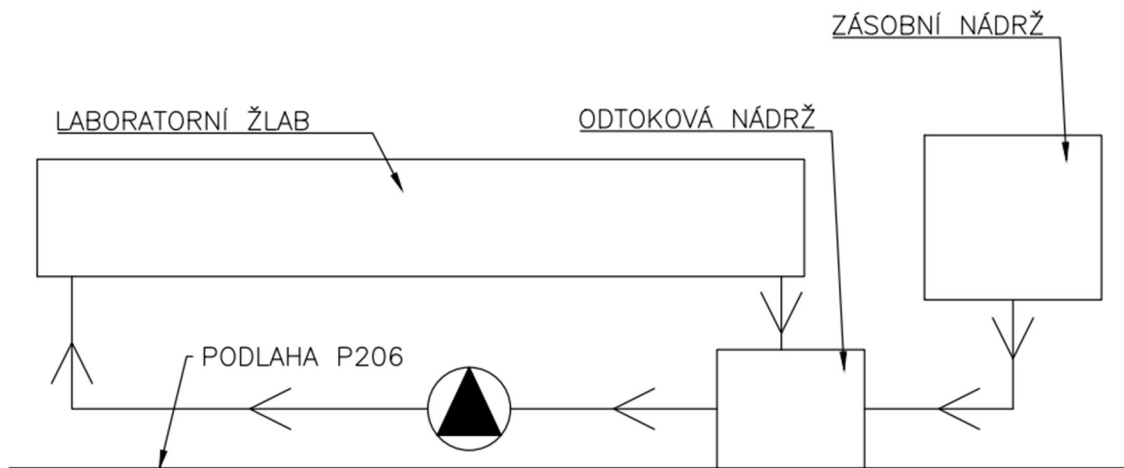 ZÁSOBNÍ NÁDRŽ
LABORATORNÍ ŽLAB
ODTOKOVÁ NÁDRŽ
PODLAHA P206